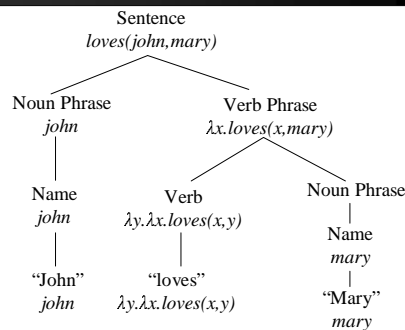 Sentence
loves(john,mary)
Noun Phrase
john
Verb Phrase
λx.loves(x,mary)
Name
john
Verb
λy.λx.loves(x,y)
Noun Phrase
Name
mary
“John”
john
“loves”
λy.λx.loves(x,y)
“Mary”
mary